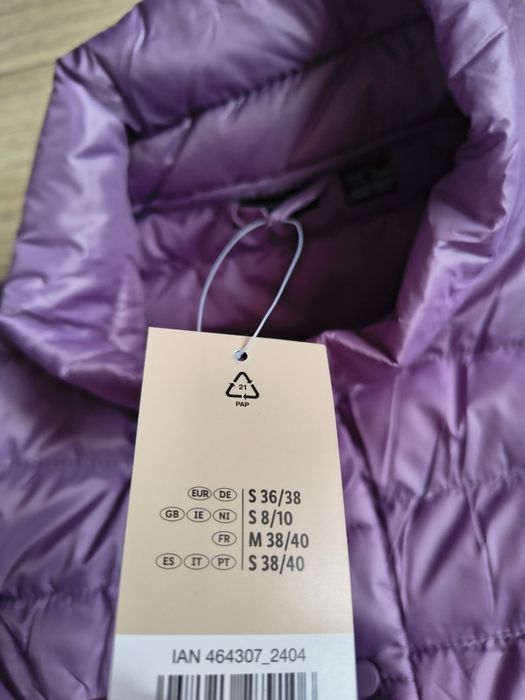 21
PAP
EUR DE S 36/38
GB IE NI S 8/10
FR M 38/40
ES IT PT S 38/40
IAN 464307_2404